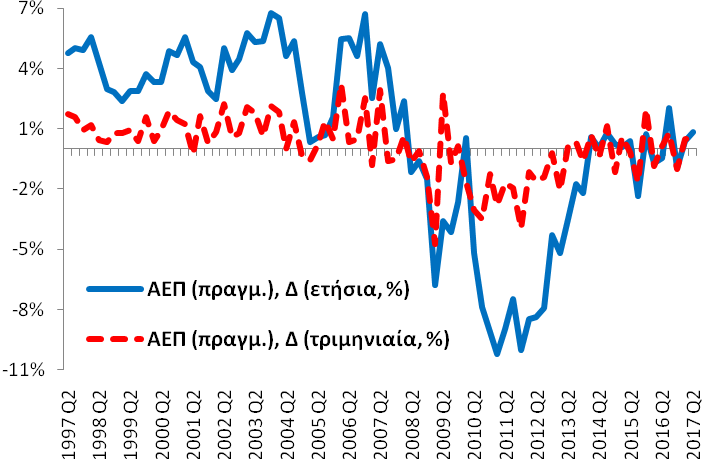 7%
4%
1%
-2%
-5%
-8%
-11%
ΑΕΠ (πραγμ.), Δ (ετήσια, %)
ΑΕΠ (πραγμ.), Δ (τριμηνιαία, %)
1997 Q2
1998 Q2
1999 Q2
2000 Q2
2001 Q2
2002 Q2
2003 Q2
2004 Q2
2005 Q2
2006 Q2
2007 Q2
2008 Q2
2009 Q2
2010 Q2
2011 Q2
2012 Q2
2013 Q2
2014 Q2
2015 Q2
2016 Q2
2017 Q2